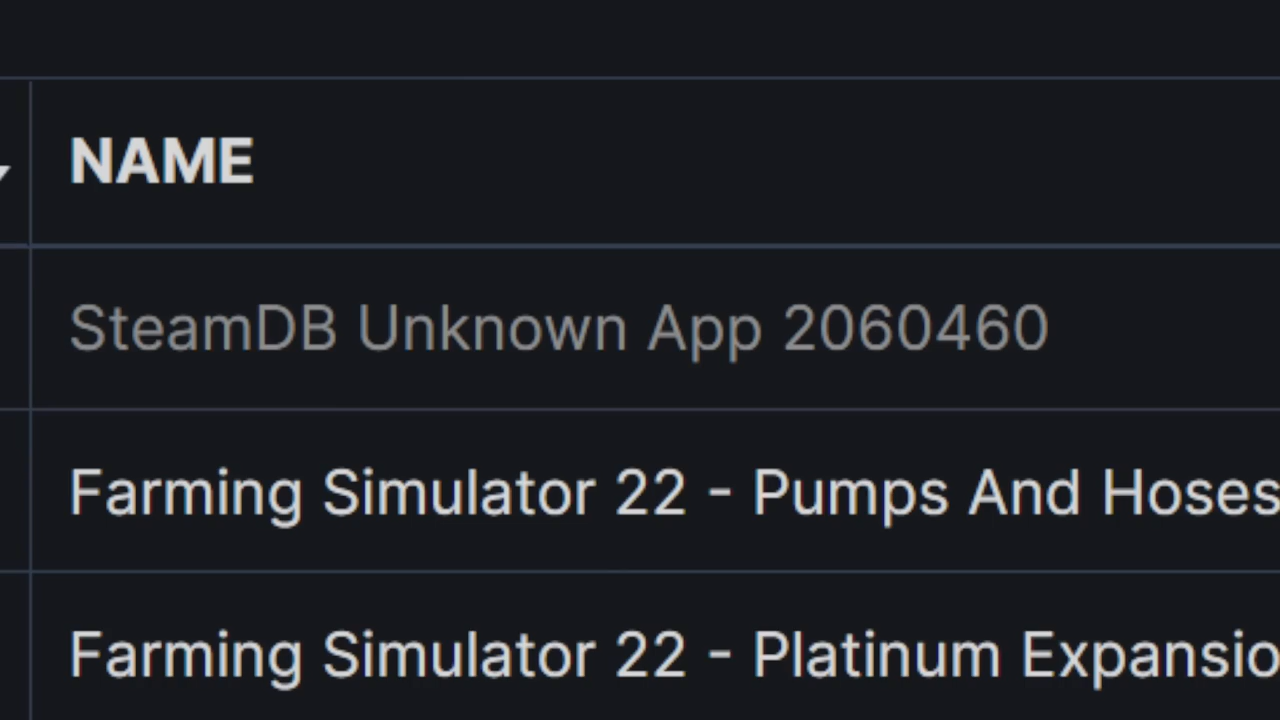 NAME
SteamDB Unknown App 2060460
Farming Simulator 22 - Pumps And Hoses
Farming Simulator 22 - Platinum Expansio